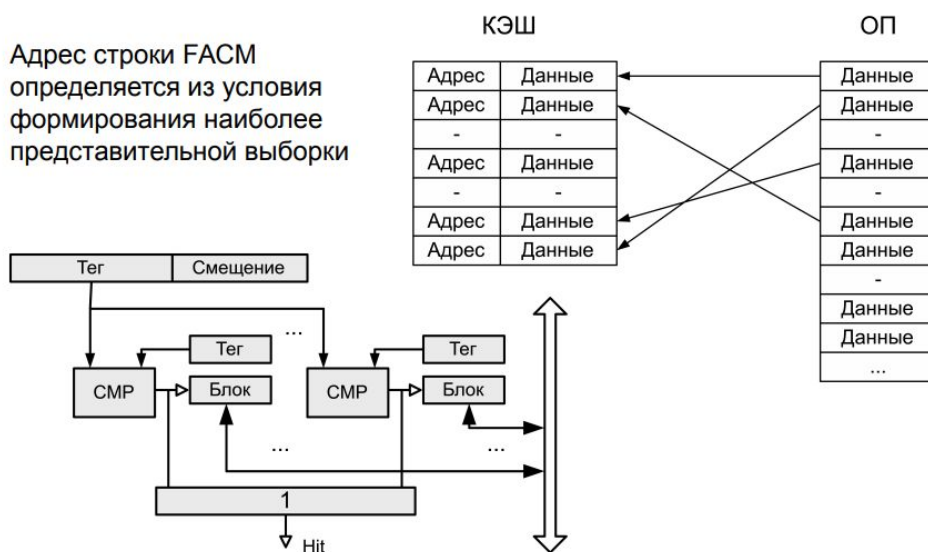 Адрес строки FACM
определяется из условия
формирования наиболее
представительной выборки
КЭШ
Адрес Данные
Адрес Данные
- -
Адрес Данные
- -
Адрес Данные
Адрес Данные
ОП
Данные
Данные
-
Данные
-
Данные
Данные
-
Данные
Данные
...
Тег Смещение
...
Тег Тег
CMP Блок CMP Блок
... ...
1
Hit